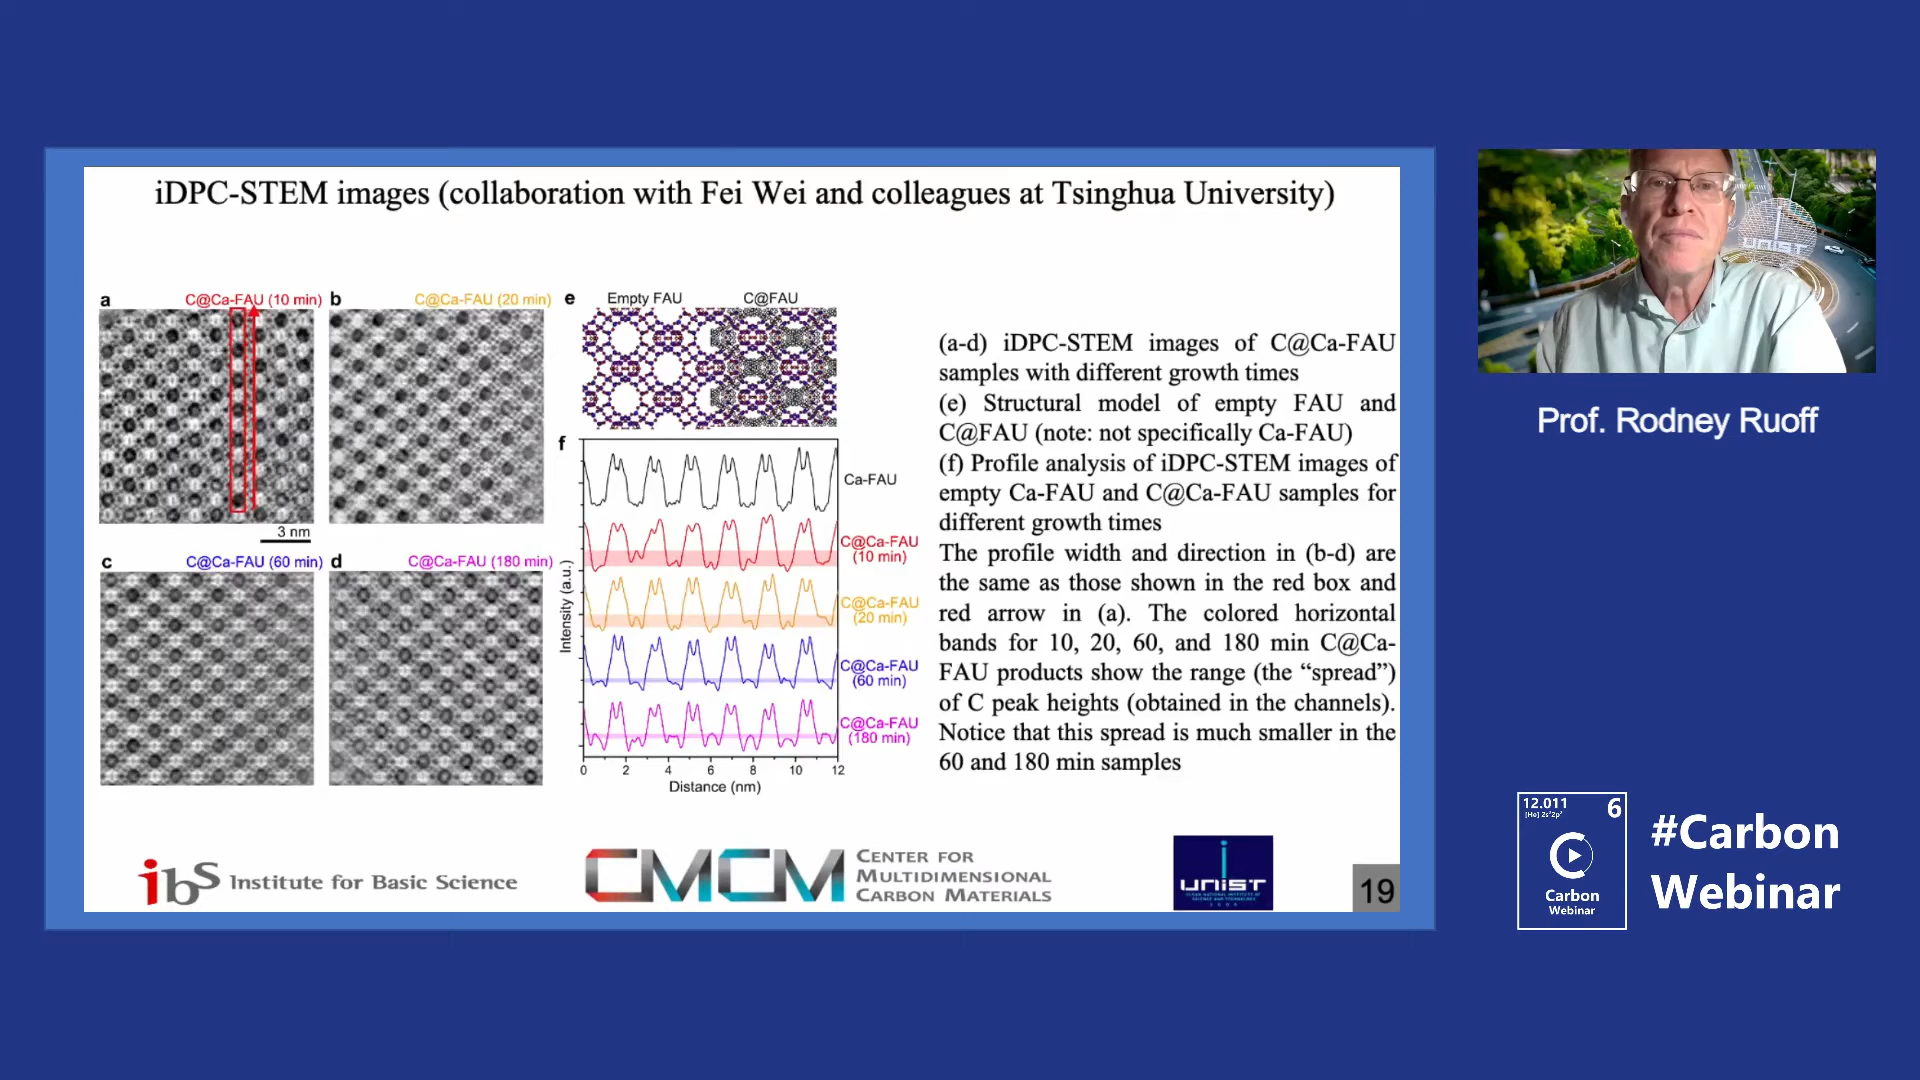 iDPC-STEM images (collaboration with Fei Wei and colleagues at Tsinghua University)
a
C@Ca-FAU (10 min)
b
C@Ca-FAU (20 min)
3 nm
c
C@Ca-FAU (60 min)
d
C@Ca-FAU (180 min)
e
Empty FAU
C@FAU
f
Intensity (a.u.)
Ca-FAU
C@Ca-FAU
(10 min)
C@Ca-FAU
(20 min)
C@Ca-FAU
(60 min)
C@Ca-FAU
(180 min)
0 2 4 6 8 10 12
Distance (nm)
(a-d) iDPC-STEM images of C@Ca-FAU
samples with different growth times
(e) Structural model of empty FAU and
C@FAU (note: not specifically Ca-FAU)
(f) Profile analysis of iDPC-STEM images of
empty Ca-FAU and C@Ca-FAU samples for
different growth times
The profile width and direction in (b-d) are
the same as those shown in the red box and
red arrow in (a). The colored horizontal
bands for 10, 20, 60, and 180 min C@Ca-
FAU products show the range (the “spread”)
of C peak heights (obtained in the channels).
Notice that this spread is much smaller in the
60 and 180 min samples
ibS Institute for Basic Science
CMCM
CENTER FOR
MULTIDIMENSIONAL
CARBON MATERIALS
UNIST
19
Prof. Rodney Ruoff
12.011
6
[He] 2s²2p²
Carbon
Webinar
#Carbon
Webinar